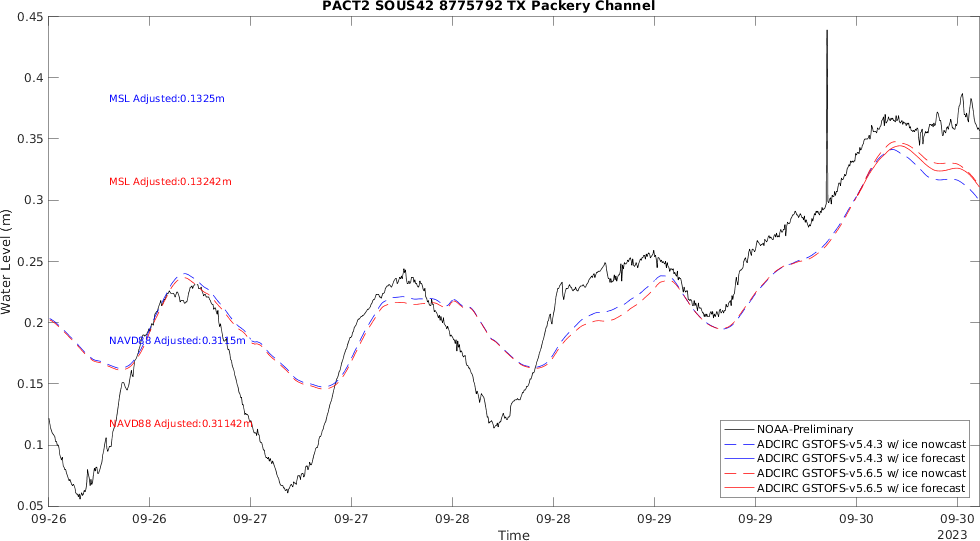 PACT2 SOUS42 8775792 TX Packery Channel
0.45
0.4
0.35
0.3
0.25
0.2
0.15
0.1
0.05
Water Level (m)
MSL Adjusted:0.1325m
MSL Adjusted:0.13242m
NAVD88 Adjusted:0.3115m
NAVD88 Adjusted:0.31142m
NOAA-Preliminary
ADCIRC GSTOFS-v5.4.3 w/ ice nowcast
ADCIRC GSTOFS-v5.4.3 w/ ice forecast
ADCIRC GSTOFS-v5.6.5 w/ ice nowcast
ADCIRC GSTOFS-v5.6.5 w/ ice forecast
09-26 09-26 09-27 09-27 09-28 09-28 09-29 09-29 09-30 09-30
2023
Time